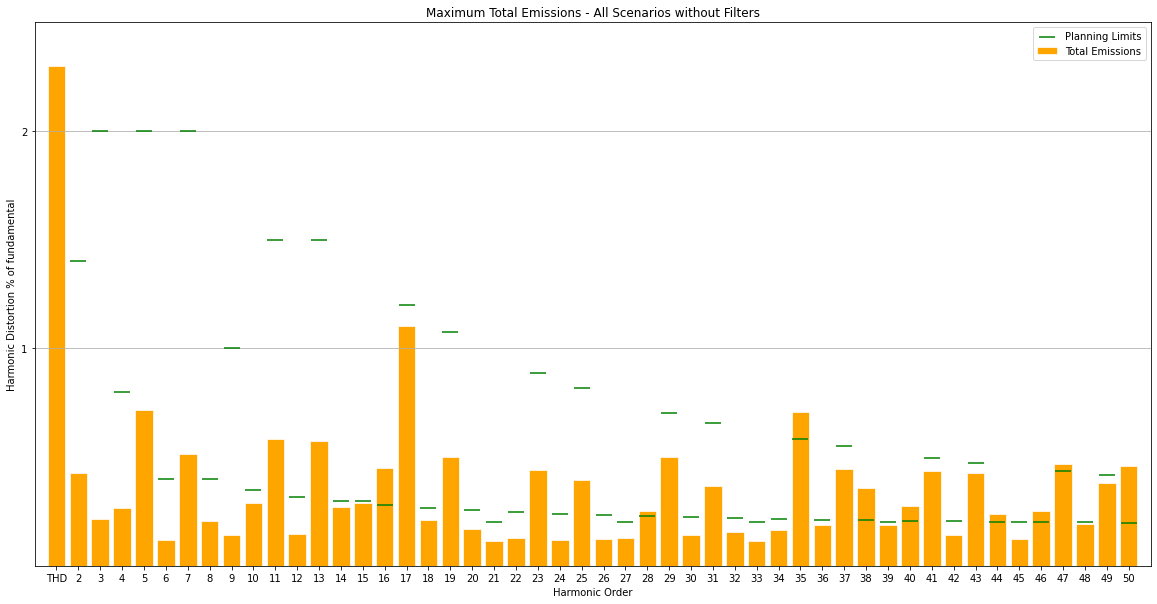 Maximum Total Emissions - All Scenarios without Filters
Planning Limits
Total Emissions
Harmonic Distortion % of fundamental
2
1
THD 2 3 4 5 6 7 8 9 10 11 12 13 14 15 16 17 18 19 20 21 22 23 24 25 26 27 28 29 30 31 32 33 34 35 36 37 38 39 40 41 42 43 44 45 46 47 48 49 50
Harmonic Order